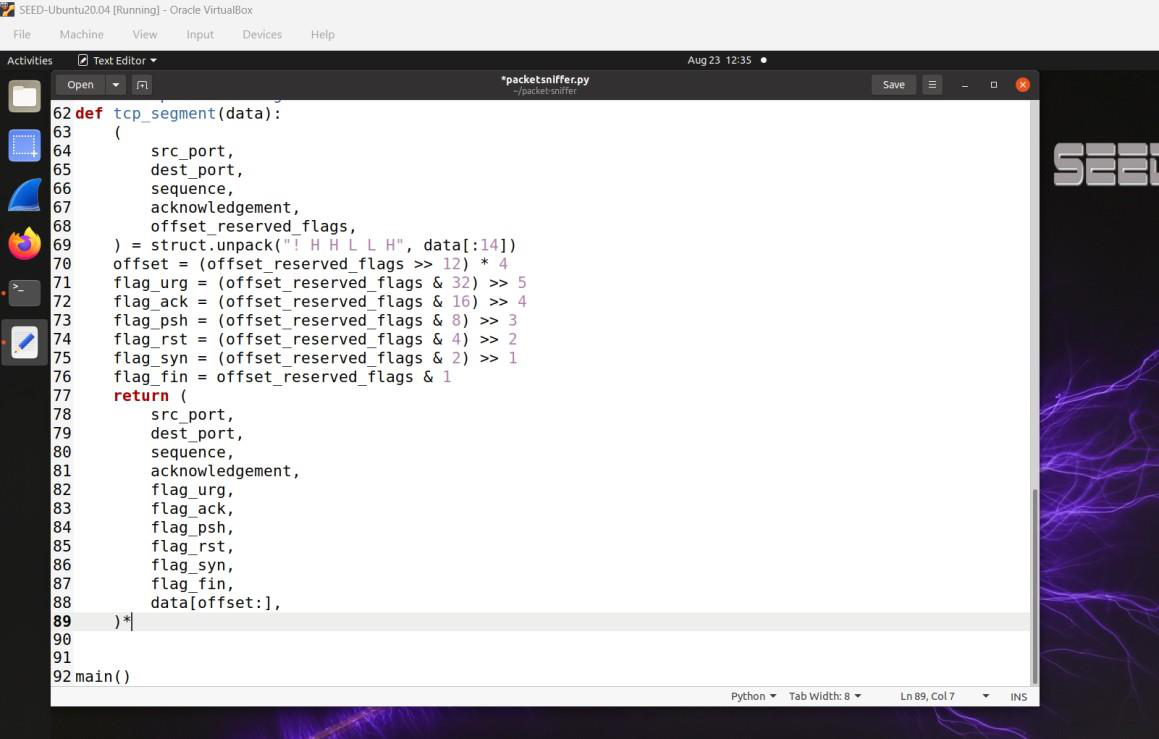 SEED-Ubuntu20.04 [Running] - Oracle VirtualBox
File Machine View Input Devices Help
Activities Text Editor Aug 23 12:35
Open *packetsniffer.py Save
~/packet-sniffer
62 def tcp_segment(data):
63     (
64         src_port,
65         dest_port,
66         sequence,
67         acknowledgement,
68         offset_reserved_flags,
69     ) = struct.unpack("! H H L L H", data[:14])
70     offset = (offset_reserved_flags >> 12) * 4
71     flag_urg = (offset_reserved_flags & 32) >> 5
72     flag_ack = (offset_reserved_flags & 16) >> 4
73     flag_psh = (offset_reserved_flags & 8) >> 3
74     flag_rst = (offset_reserved_flags & 4) >> 2
75     flag_syn = (offset_reserved_flags & 2) >> 1
76     flag_fin = offset_reserved_flags & 1
77     return (
78         src_port,
79         dest_port,
80         sequence,
81         acknowledgement,
82         flag_urg,
83         flag_ack,
84         flag_psh,
85         flag_rst,
86         flag_syn,
87         flag_fin,
88         data[offset:],
89     )*
90
91
92 main()
Python Tab Width: 8 Ln 89, Col 7 INS